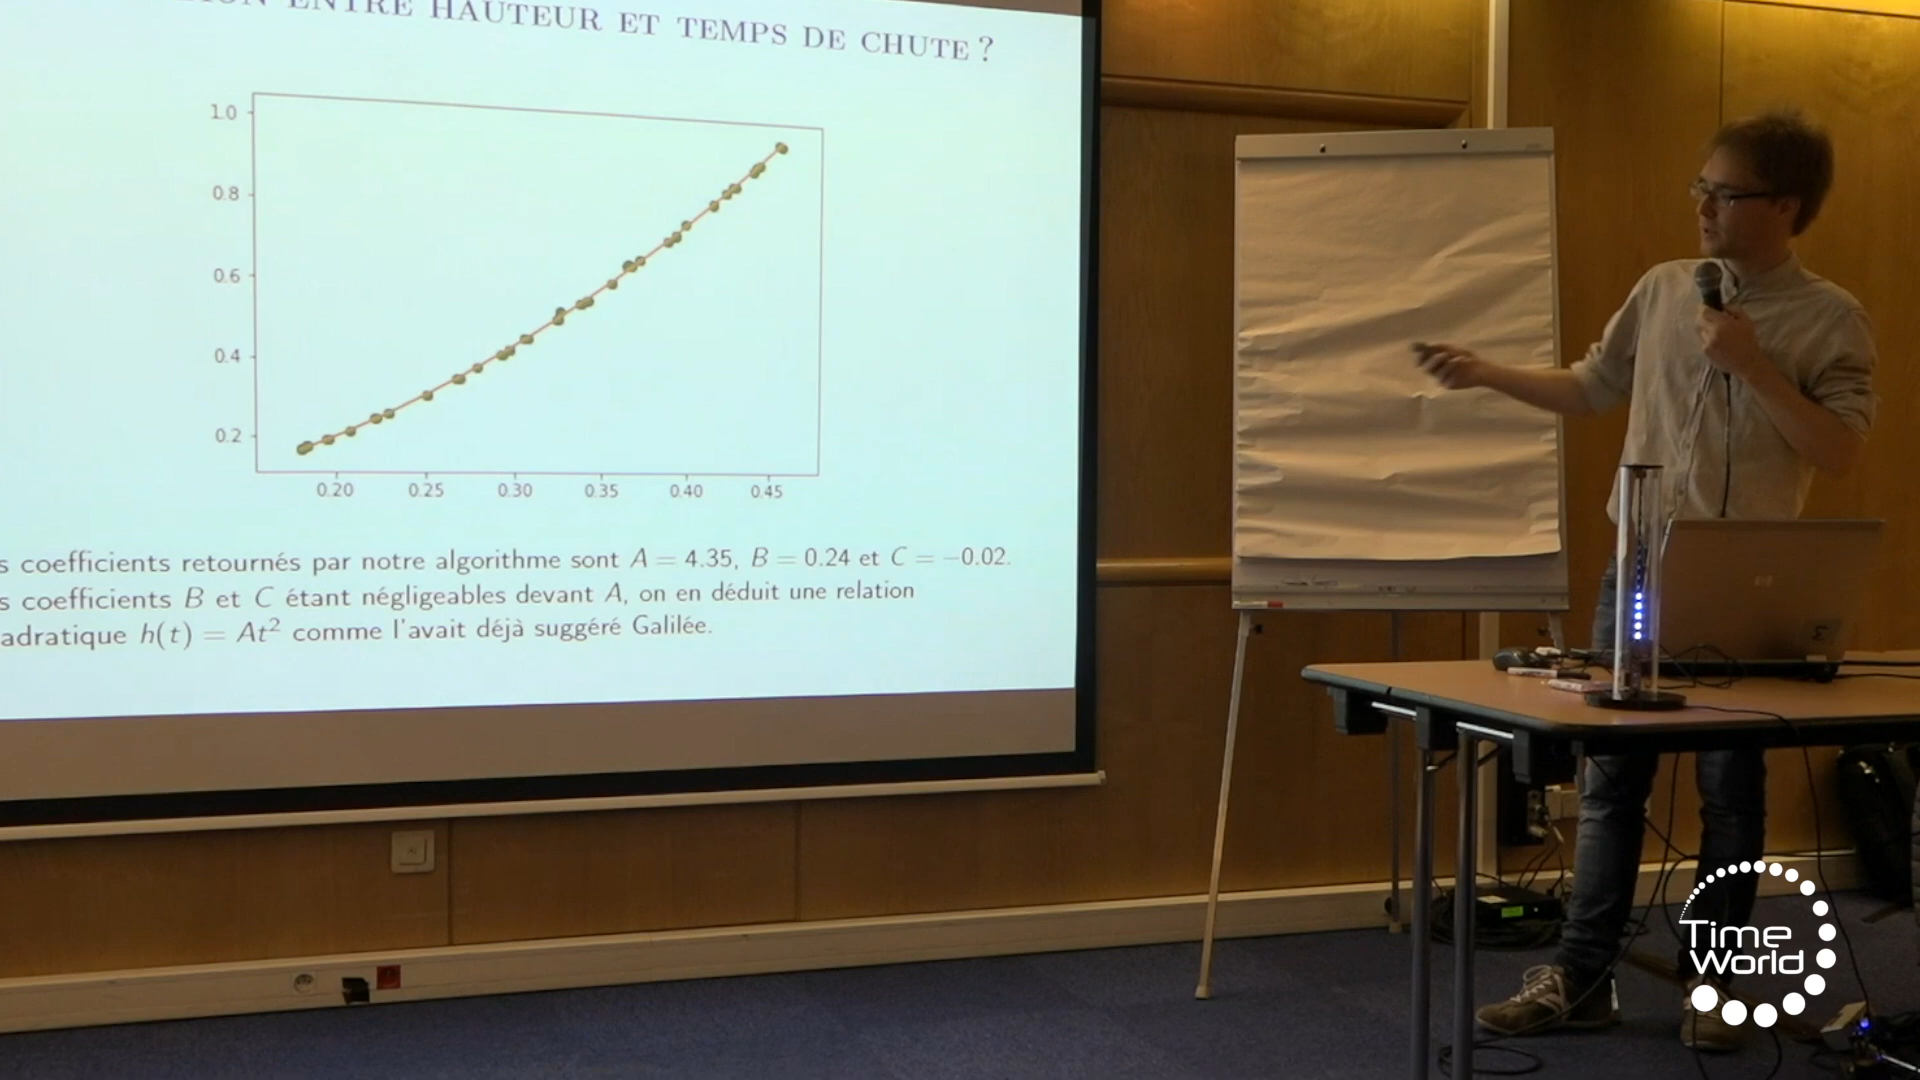 ENTRE HAUTEUR ET TEMPS DE CHUTE ?
1.0
0.8
0.6
0.4
0.2
0.20 0.25 0.30 0.35 0.40 0.45
s coefficients retournés par notre algorithme sont A = 4.35, B = 0.24 et C = −0.02.
s coefficients B et C étant négligeables devant A, on en déduit une relation
adratique h(t) = At² comme l'avait déjà suggéré Galilée.
hp
Time
World